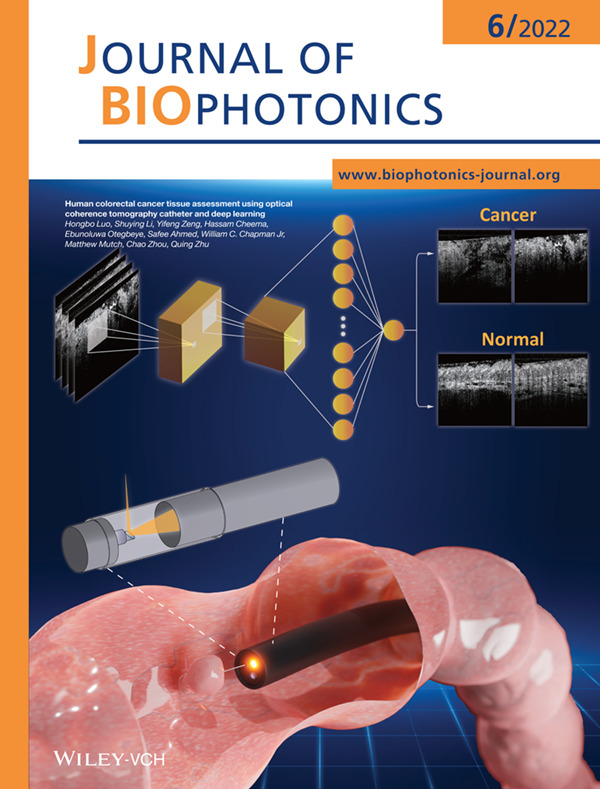 6/2022
JOURNAL OF
BIOPHOTONICS
www.biophotonics-journal.org
Human colorectal cancer tissue assessment using optical
coherence tomography catheter and deep learning
Hongbo Luo, Shuying Li, Yifeng Zeng, Hassam Cheema,
Ebunoluwa Otegbeye, Safee Ahmed, William C. Chapman Jr,
Matthew Mutch, Chao Zhou, Quing Zhu
Cancer
Normal
WILEY-VCH